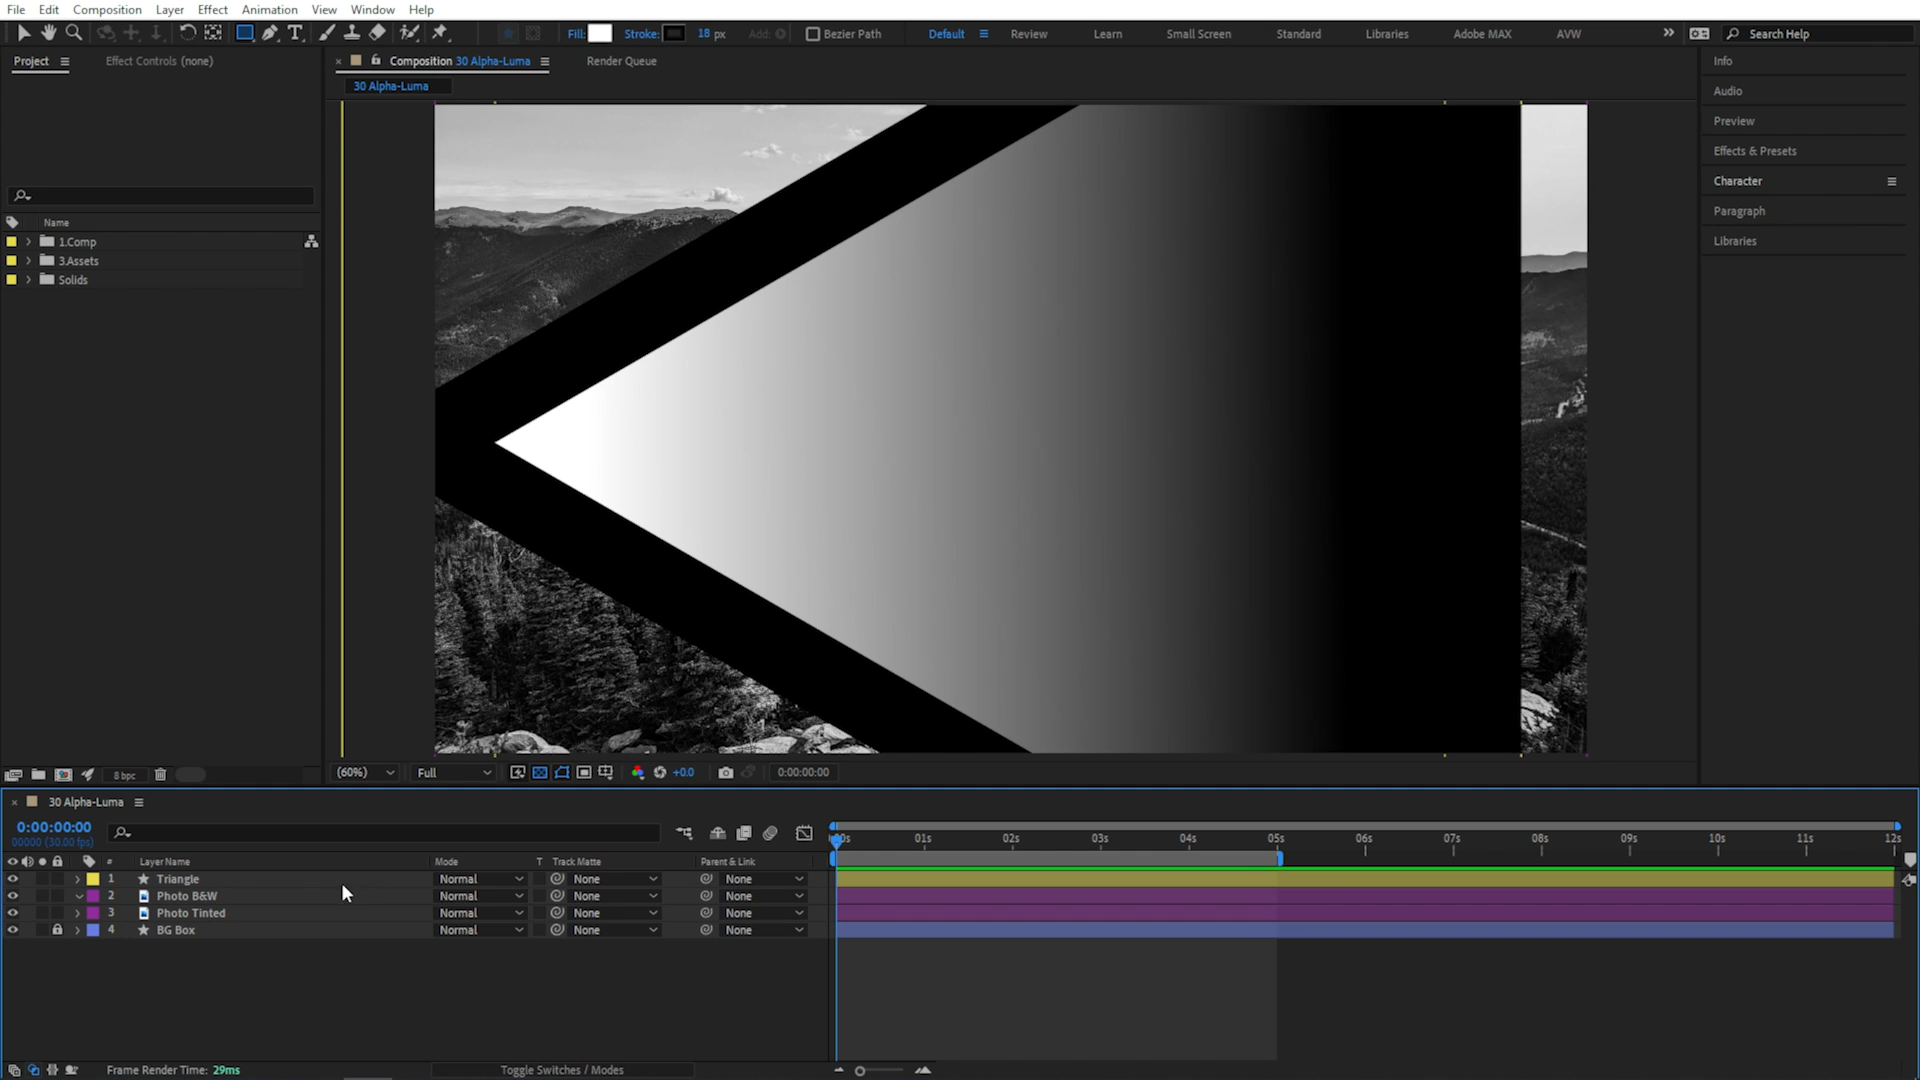 File Edit Composition Layer Effect Animation View Window Help
Fill: Stroke: 18 px Add: Bezier Path Default Review Learn Small Screen Standard Libraries Adobe MAX AVW Search Help
Project Effect Controls (none) Composition 30 Alpha-Luma Render Queue Info
30 Alpha-Luma Audio
Preview
Effects & Presets
Character
Paragraph
Libraries
Name
1.Comp
3.Assets
Solids
8 bpc (60%) Full +0.0 0:00:00:00
30 Alpha-Luma
0:00:00:00
00000 (30.00 fps)
00s 01s 02s 03s 04s 05s 06s 07s 08s 09s 10s 11s 12s
# Layer Name Mode T Track Matte Parent & Link
1 Triangle Normal None None
2 Photo B&W Normal None None
3 Photo Tinted Normal None None
4 BG Box Normal None None
Frame Render Time: 29ms Toggle Switches / Modes